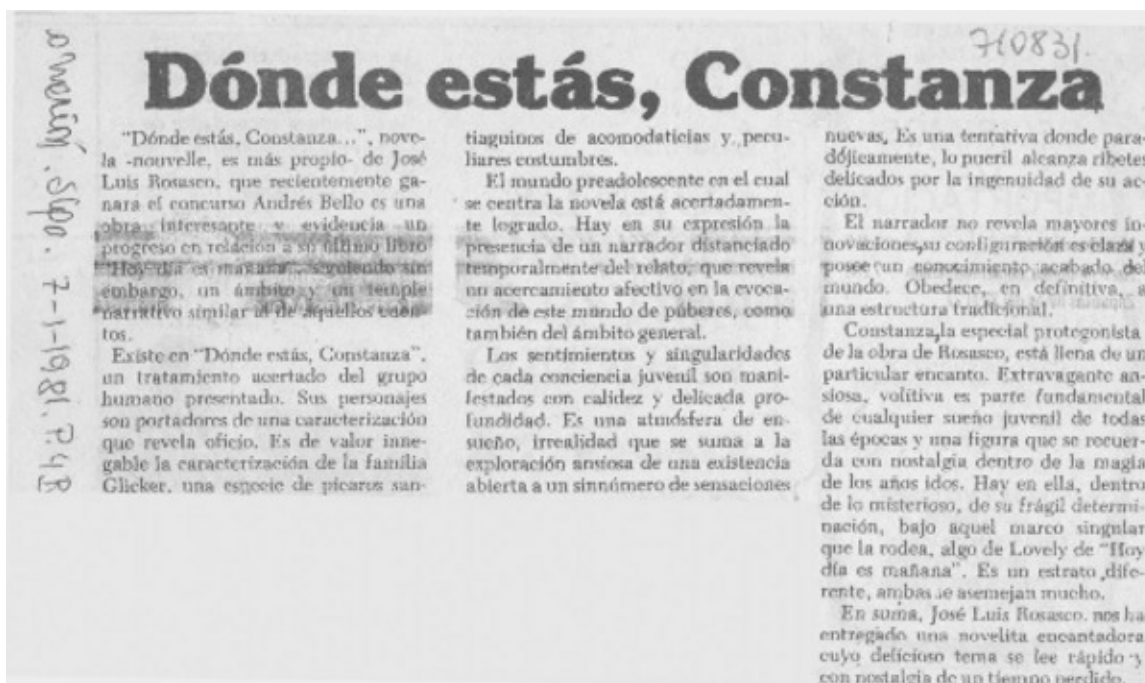 710831.
Dónde estás, Constanza
"Dónde estás, Constanza...", nove-
la -nouvelle, es más propio- de José
Luis Rosasco, que recientemente ga-
nara el concurso Andrés Bello es una
obra interesante y evidencia un
progreso en relación a su último libro
"Hoy día es mañana", siguiendo sin
embargo, un ámbito y un temple
narrativo similar al de aquellos cuen-
tos.
Existe en "Dónde estás, Constanza",
un tratamiento acertado del grupo
humano presentado. Sus personajes
son portadores de una caracterización
que revela oficio. Es de valor inne-
gable la caracterización de la familia
Glicker, una especie de pícaros san-
tiaguinos de acomodaticias y pecu-
liares costumbres.
El mundo preadolescente en el cual
se centra la novela está acertadamen-
te logrado. Hay en su expresión la
presencia de un narrador distanciado
temporalmente del relato, que revela
un acercamiento afectivo en la evoca-
ción de este mundo de púberes, como
también del ámbito general.
Los sentimientos y singularidades
de cada conciencia juvenil son mani-
festados con calidez y delicada pro-
fundidad. Es una atmósfera de en-
sueño, irrealidad que se suma a la
exploración ansiosa de una existencia
abierta a un sinnúmero de sensaciones
nuevas, Es una tentativa donde para-
dójicamente, lo pueril alcanza ribetes
delicados por la ingenuidad de su ac-
ción.
El narrador no revela mayores in-
novaciones, su configuración es clara y
posee un conocimiento acabado del
mundo. Obedece, en definitiva, a
una estructura tradicional.
Constanza, la especial protegonista
de la obra de Rosasco, está llena de un
particular encanto. Extravagante an-
siosa, volitiva es parte fundamental
de cualquier sueño juvenil de todas
las épocas y una figura que se recuer-
da con nostalgia dentro de la magia
de los años idos. Hay en ella, dentro
de lo misterioso, de su frágil determi-
nación, bajo aquel marco singular
que la rodea, algo de Lovely de "Hoy
día es mañana". Es un estrato dife-
rente, ambas se asemejan mucho.
En suma, José Luis Rosasco, nos ha
entregado una novelita encantadora
cuyo delicioso tema se lee rápido y
con nostalgia de un tiempo perdido.
Stgo. 7-1-1981. P. 4